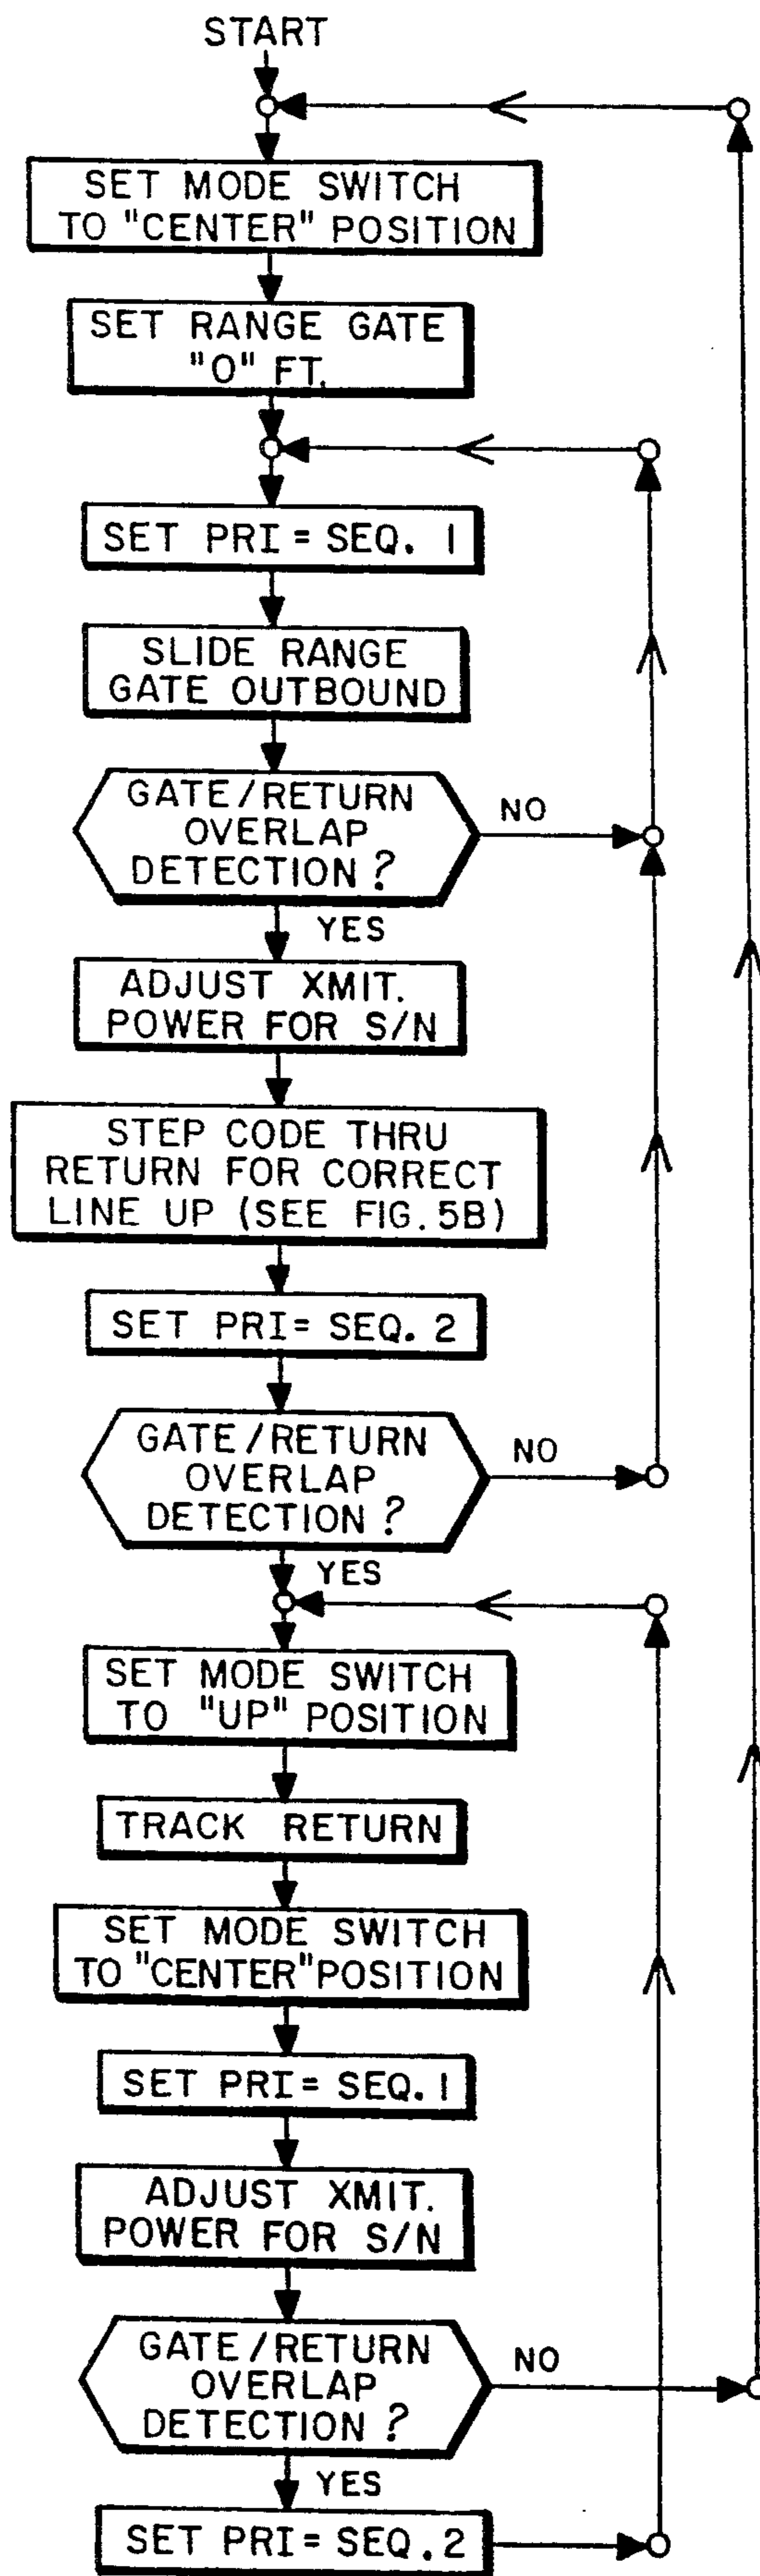 START
SET MODE SWITCH
TO "CENTER" POSITION
SET RANGE GATE
"0" FT.
SET PRI = SEQ. 1
SLIDE RANGE
GATE OUTBOUND
GATE/RETURN
OVERLAP
DETECTION ?
NO
YES
ADJUST XMIT.
POWER FOR S/N
STEP CODE THRU
RETURN FOR CORRECT
LINE UP (SEE FIG. 5B)
SET PRI = SEQ. 2
GATE/RETURN
OVERLAP
DETECTION ?
NO
YES
SET MODE SWITCH
TO "UP" POSITION
TRACK RETURN
SET MODE SWITCH
TO "CENTER" POSITION
SET PRI = SEQ. 1
ADJUST XMIT.
POWER FOR S/N
GATE/RETURN
OVERLAP
DETECTION ?
NO
YES
SET PRI = SEQ. 2